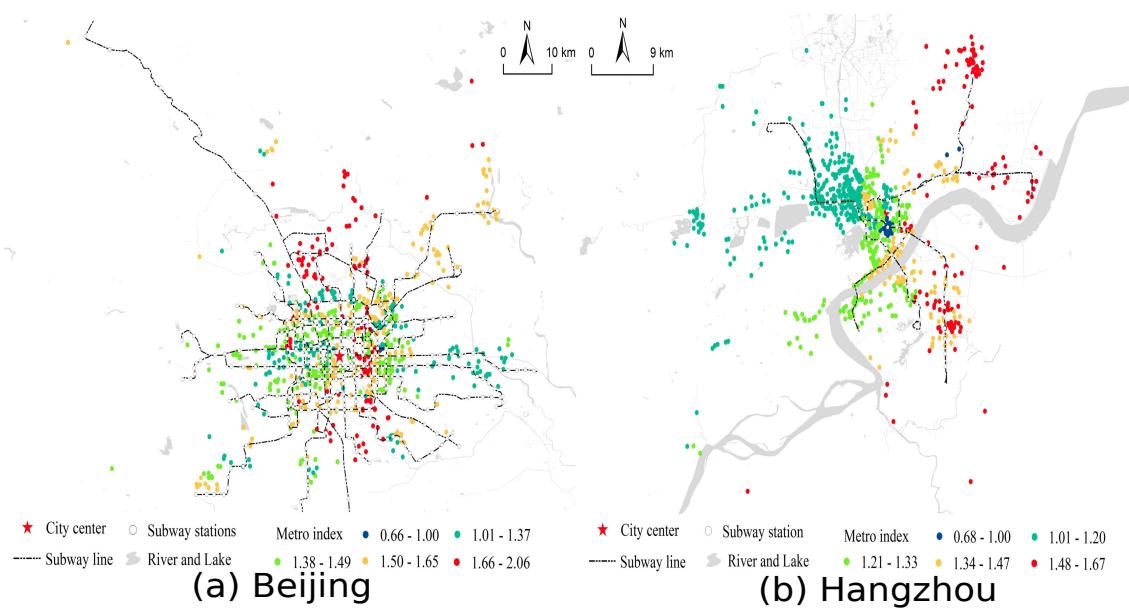 N N
0 10 km 0 9 km
City center Subway stations Metro index 0.66 - 1.00 1.01 - 1.37
Subway line River and Lake 1.38 - 1.49 1.50 - 1.65 1.66 - 2.06
(a) Beijing
City center Subway station Metro index 0.68 - 1.00 1.01 - 1.20
Subway line River and Lake 1.21 - 1.33 1.34 - 1.47 1.48 - 1.67
(b) Hangzhou